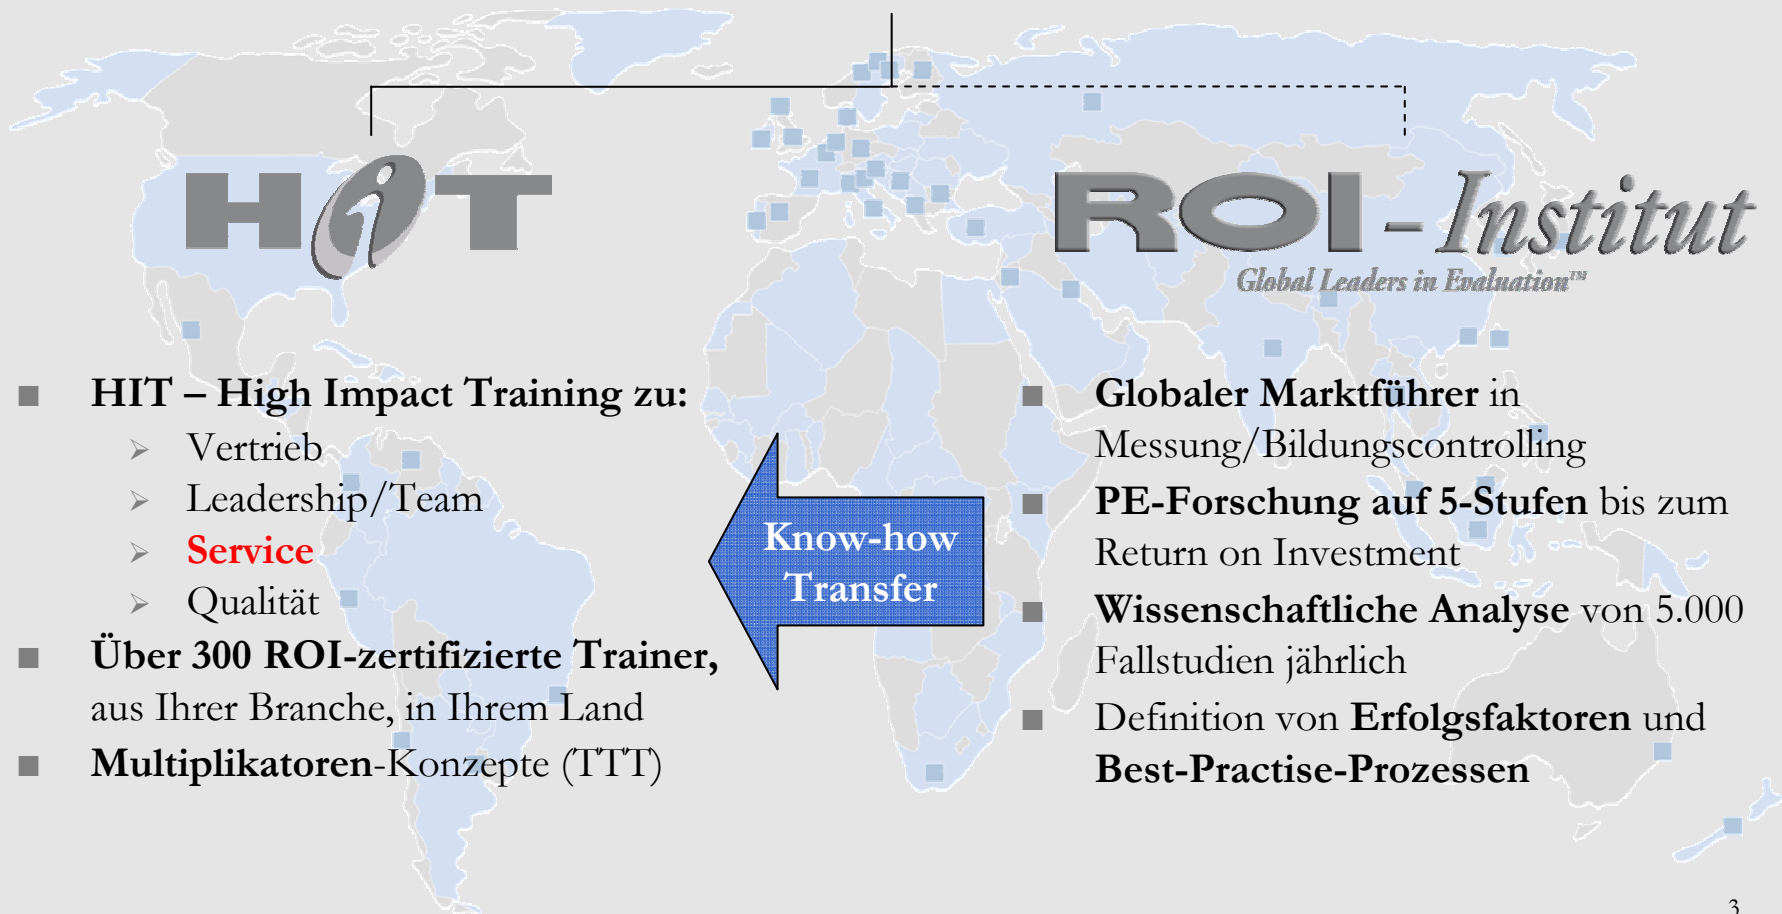 HiT
HIT – High Impact Training zu:
Vertrieb
Leadership/Team
Service
Qualität
Über 300 ROI-zertifizierte Trainer,
aus Ihrer Branche, in Ihrem Land
Multiplikatoren-Konzepte (TTT)
Know-how
Transfer
ROI-Institut
Global Leaders in Evaluation™
Globaler Marktführer in
Messung/Bildungscontrolling
PE-Forschung auf 5-Stufen bis zum
Return on Investment
Wissenschaftliche Analyse von 5.000
Fallstudien jährlich
Definition von Erfolgsfaktoren und
Best-Practise-Prozessen
3